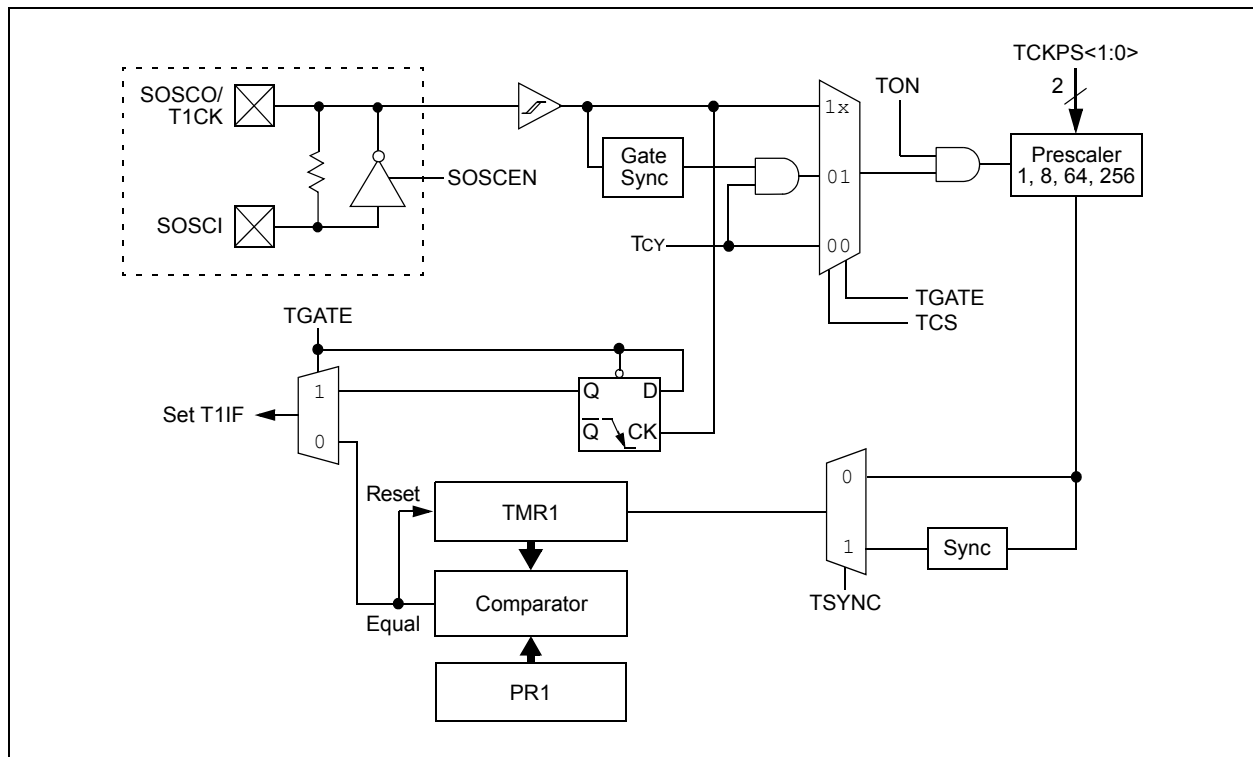 TCKPS<1:0>
2
TON
SOSCO/
T1CK
1x
Gate
Sync
Prescaler
1, 8, 64, 256
SOSCEN
01
SOSCI
TCY
00
TGATE
TCS
TGATE
1
Q
D
Set T1IF
Q
CK
0
Reset
TMR1
0
1
Sync
TSYNC
Comparator
Equal
PR1